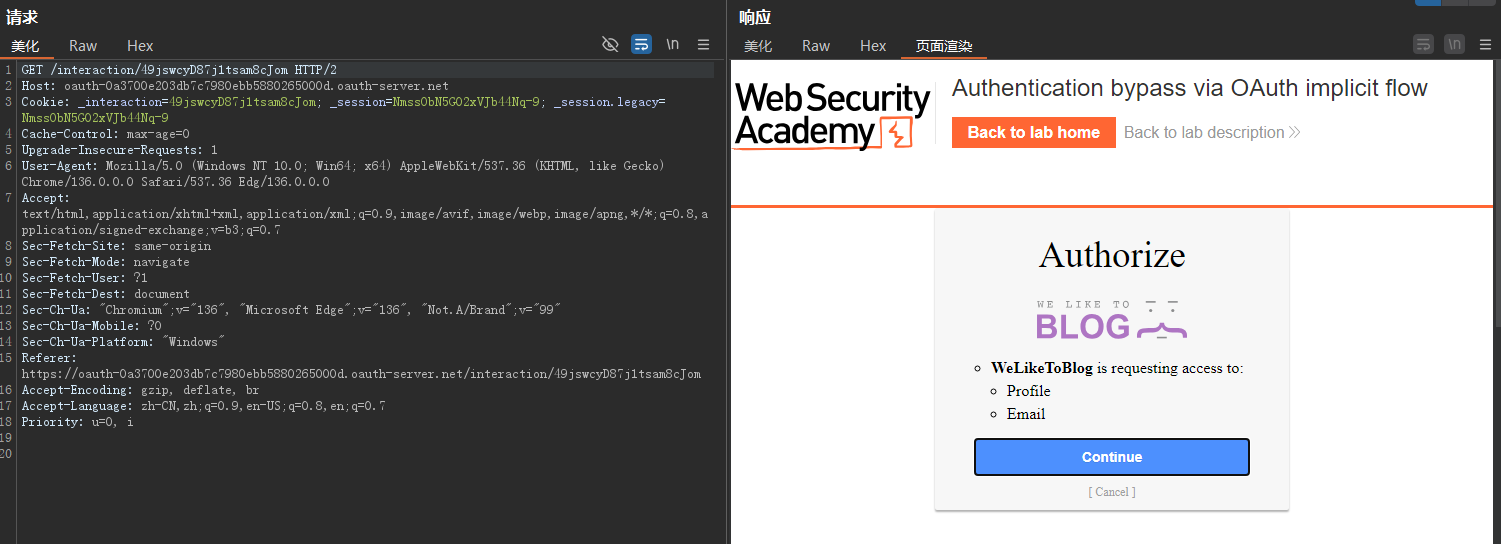 请求
美化 Raw Hex \n
1 GET /interaction/49jswcyD87j1tsam8cJom HTTP/2
2 Host: oauth-0a3700e203db7c7980ebb5880265000d.oauth-server.net
3 Cookie: _interaction=49jswcyD87j1tsam8cJom; _session=NmssObN5GO2xVJb44Nq-9; _session.legacy=
NmssObN5GO2xVJb44Nq-9
4 Cache-Control: max-age=0
5 Upgrade-Insecure-Requests: 1
6 User-Agent: Mozilla/5.0 (Windows NT 10.0; Win64; x64) AppleWebKit/537.36 (KHTML, like Gecko)
Chrome/136.0.0.0 Safari/537.36 Edg/136.0.0.0
7 Accept:
text/html,application/xhtml+xml,application/xml;q=0.9,image/avif,image/webp,image/apng,*/*;q=0.8,a
pplication/signed-exchange;v=b3;q=0.7
8 Sec-Fetch-Site: same-origin
9 Sec-Fetch-Mode: navigate
10 Sec-Fetch-User: ?1
11 Sec-Fetch-Dest: document
12 Sec-Ch-Ua: "Chromium";v="136", "Microsoft Edge";v="136", "Not.A/Brand";v="99"
13 Sec-Ch-Ua-Mobile: ?0
14 Sec-Ch-Ua-Platform: "Windows"
15 Referer:
https://oauth-0a3700e203db7c7980ebb5880265000d.oauth-server.net/interaction/49jswcyD87j1tsam8cJom
16 Accept-Encoding: gzip, deflate, br
17 Accept-Language: zh-CN,zh;q=0.9,en-US;q=0.8,en;q=0.7
18 Priority: u=0, i
19
20
响应
美化 Raw Hex 页面渲染 \n
Web Security
Academy
Authentication bypass via OAuth implicit flow
Back to lab home Back to lab description
Authorize
WE LIKE TO
BLOG
WeLikeToBlog is requesting access to:
Profile
Email
Continue
[ Cancel ]